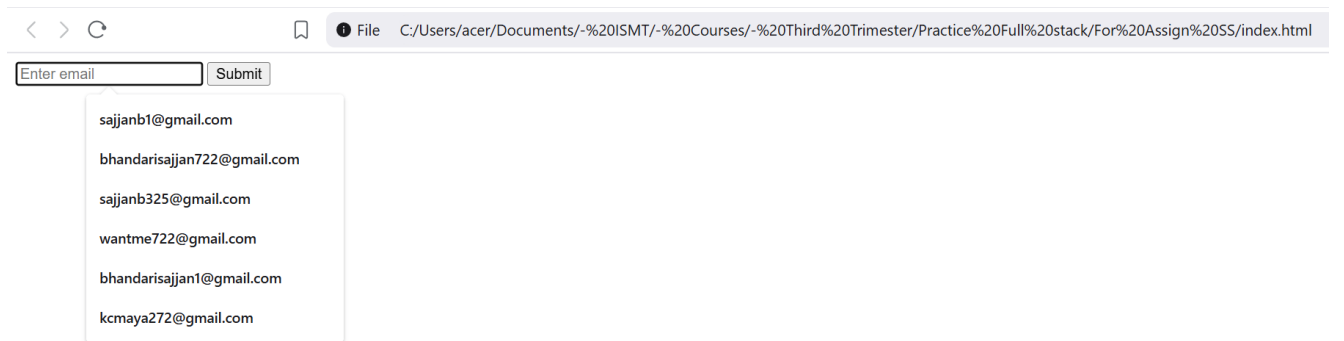 File C:/Users/acer/Documents/-%20ISMT/-%20Courses/-%20Third%20Trimester/Practice%20Full%20stack/For%20Assign%20SS/index.html
Enter email Submit
sajjanb1@gmail.com
bhandarisajjan722@gmail.com
sajjanb325@gmail.com
wantme722@gmail.com
bhandarisajjan1@gmail.com
kcmaya272@gmail.com